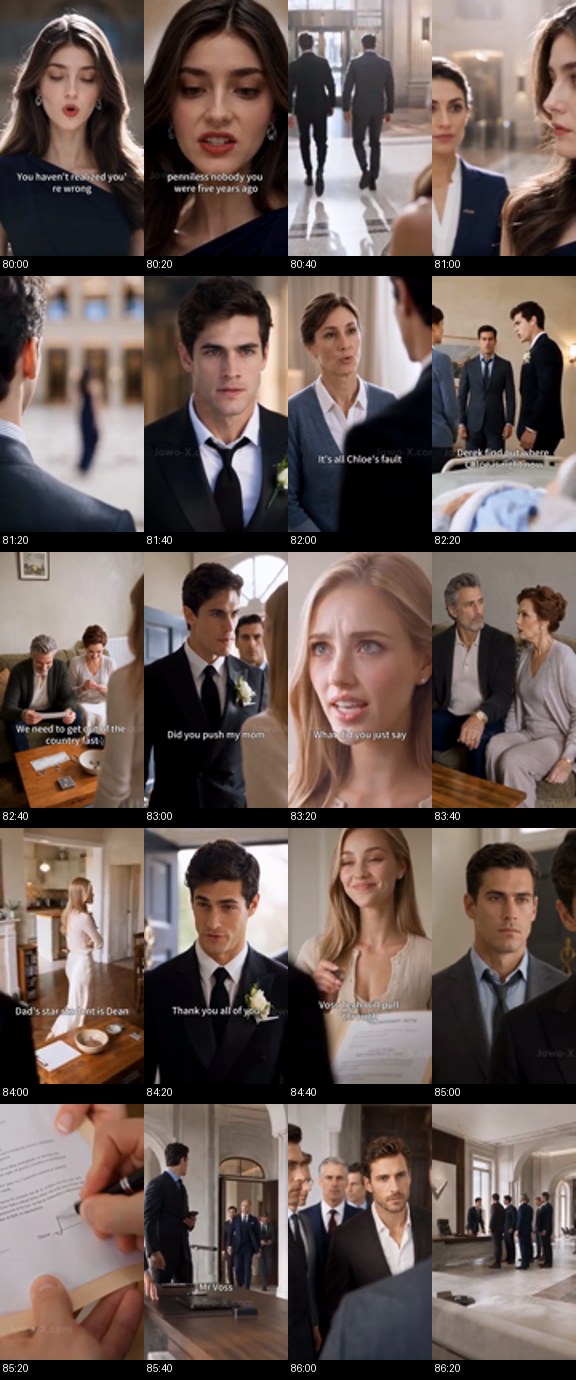 You haven't realized you'
re wrong
penniless nobody you
were five years ago
80:00
80:20
80:40
81:00
It's all Chloe's fault
Derek find out where
Chloe is right now
81:20
81:40
82:00
82:20
We need to get out of the
country fast
Did you push my mom
What did you just say
82:40
83:00
83:20
83:40
Dad's star student is Dean
Thank you all of you
Voss Tech will pull
through
84:00
84:20
84:40
85:00
Mr Voss
85:20
85:40
86:00
86:20